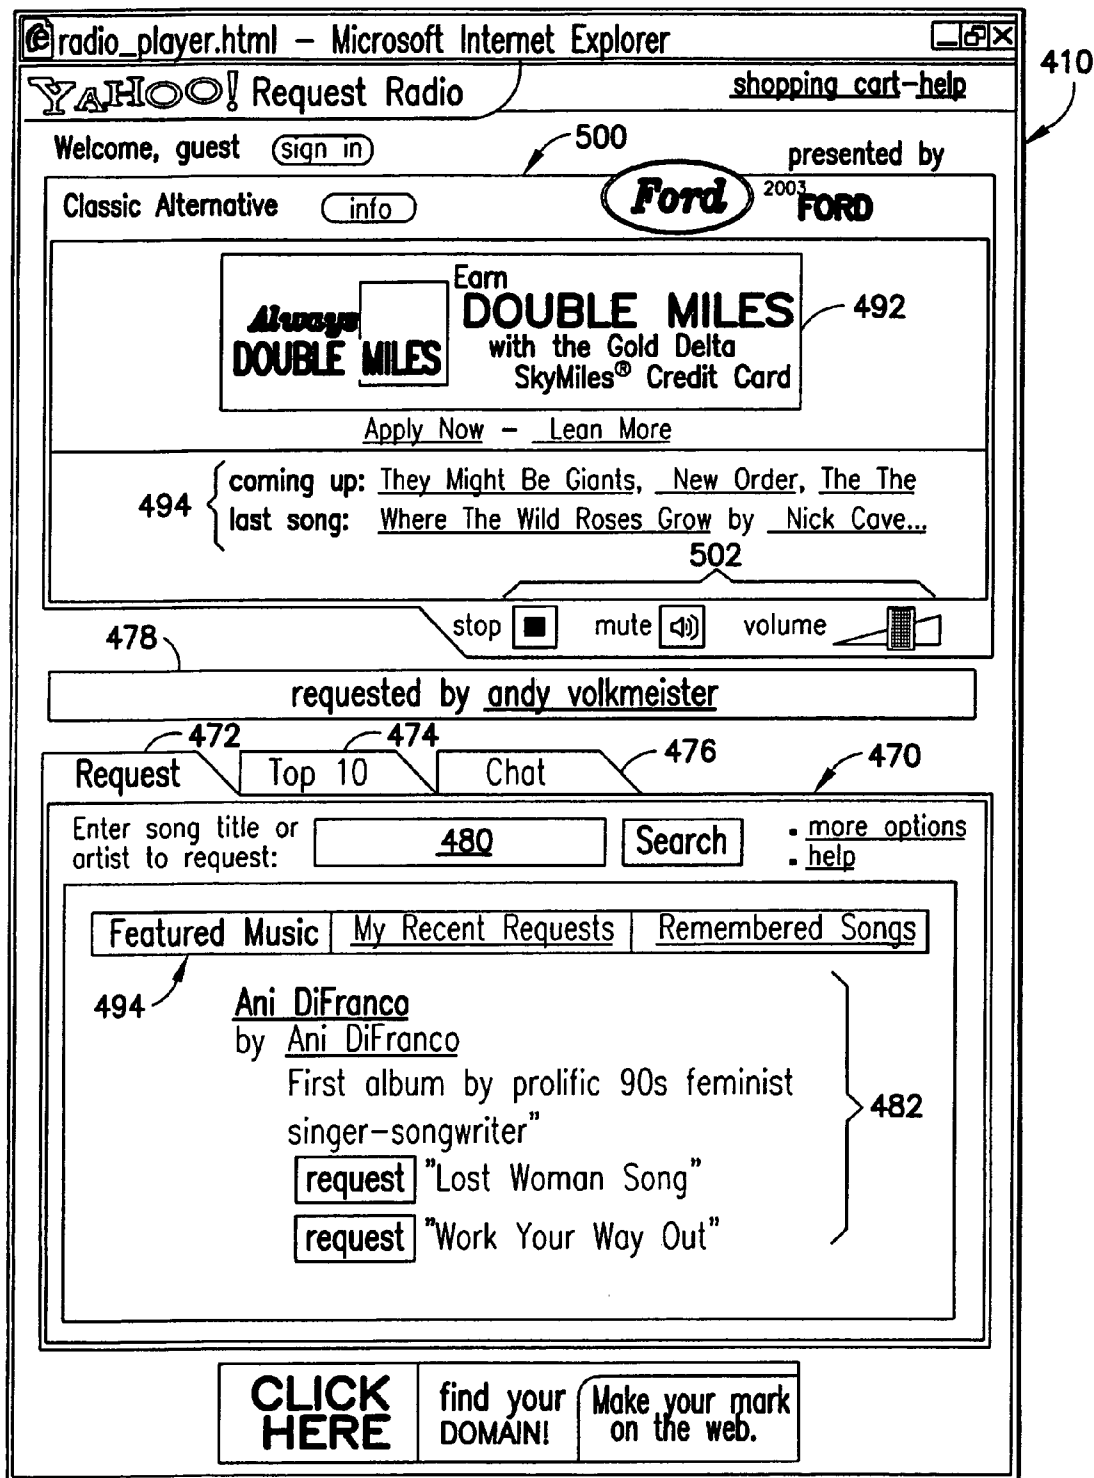 radio_player.html – Microsoft Internet Explorer
410
YAHOO! Request Radio
shopping cart-help
Welcome, guest sign in
500
presented by
Classic Alternative info
Ford 2003 FORD
Earn
Always DOUBLE MILES
DOUBLE MILES with the Gold Delta
SkyMiles® Credit Card
492
Apply Now – Lean More
494
coming up: They Might Be Giants, New Order, The The
last song: Where The Wild Roses Grow by Nick Cave...
502
stop mute volume
478
requested by andy volkmeister
472 474 476 470
Request Top 10 Chat
Enter song title or
artist to request: 480 Search
. more options
. help
Featured Music My Recent Requests Remembered Songs
494
Ani DiFranco
by Ani DiFranco
First album by prolific 90s feminist
singer-songwriter"
request "Lost Woman Song"
request "Work Your Way Out"
482
CLICK HERE
find your DOMAIN!
Make your mark
on the web.